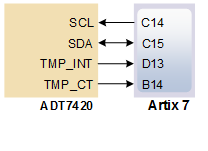 SCL C14
SDA C15
TMP_INT D13
TMP_CT B14
ADT7420 Artix 7